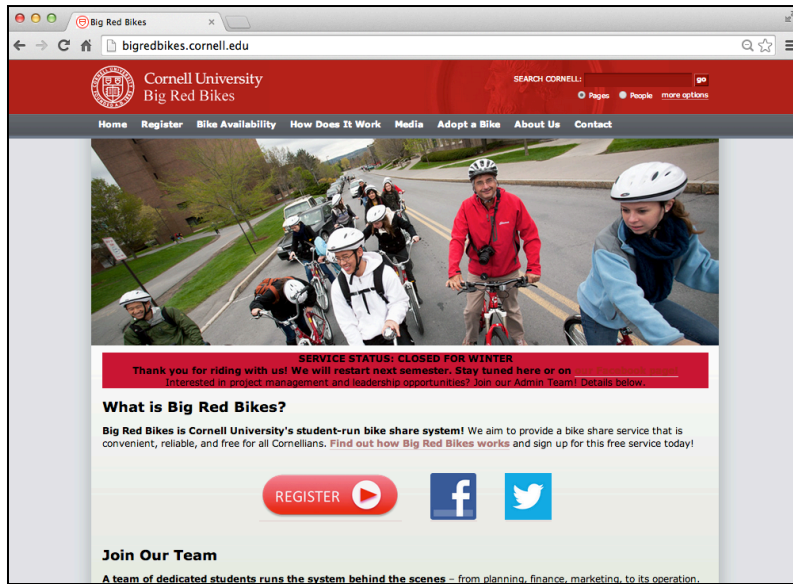 Big Red Bikes
bigredbikes.cornell.edu
Cornell University
Big Red Bikes
SEARCH CORNELL:
go
Pages People more options
Home Register Bike Availability How Does It Work Media Adopt a Bike About Us Contact
SERVICE STATUS: CLOSED FOR WINTER
Thank you for riding with us! We will restart next semester. Stay tuned here or on
Interested in project management and leadership opportunities? Join our Admin Team! Details below.
What is Big Red Bikes?
Big Red Bikes is Cornell University's student-run bike share system! We aim to provide a bike share service that is
convenient, reliable, and free for all Cornellians. Find out how Big Red Bikes works and sign up for this free service today!
REGISTER
Join Our Team
A team of dedicated students runs the system behind the scenes – from planning, finance, marketing, to its operation.